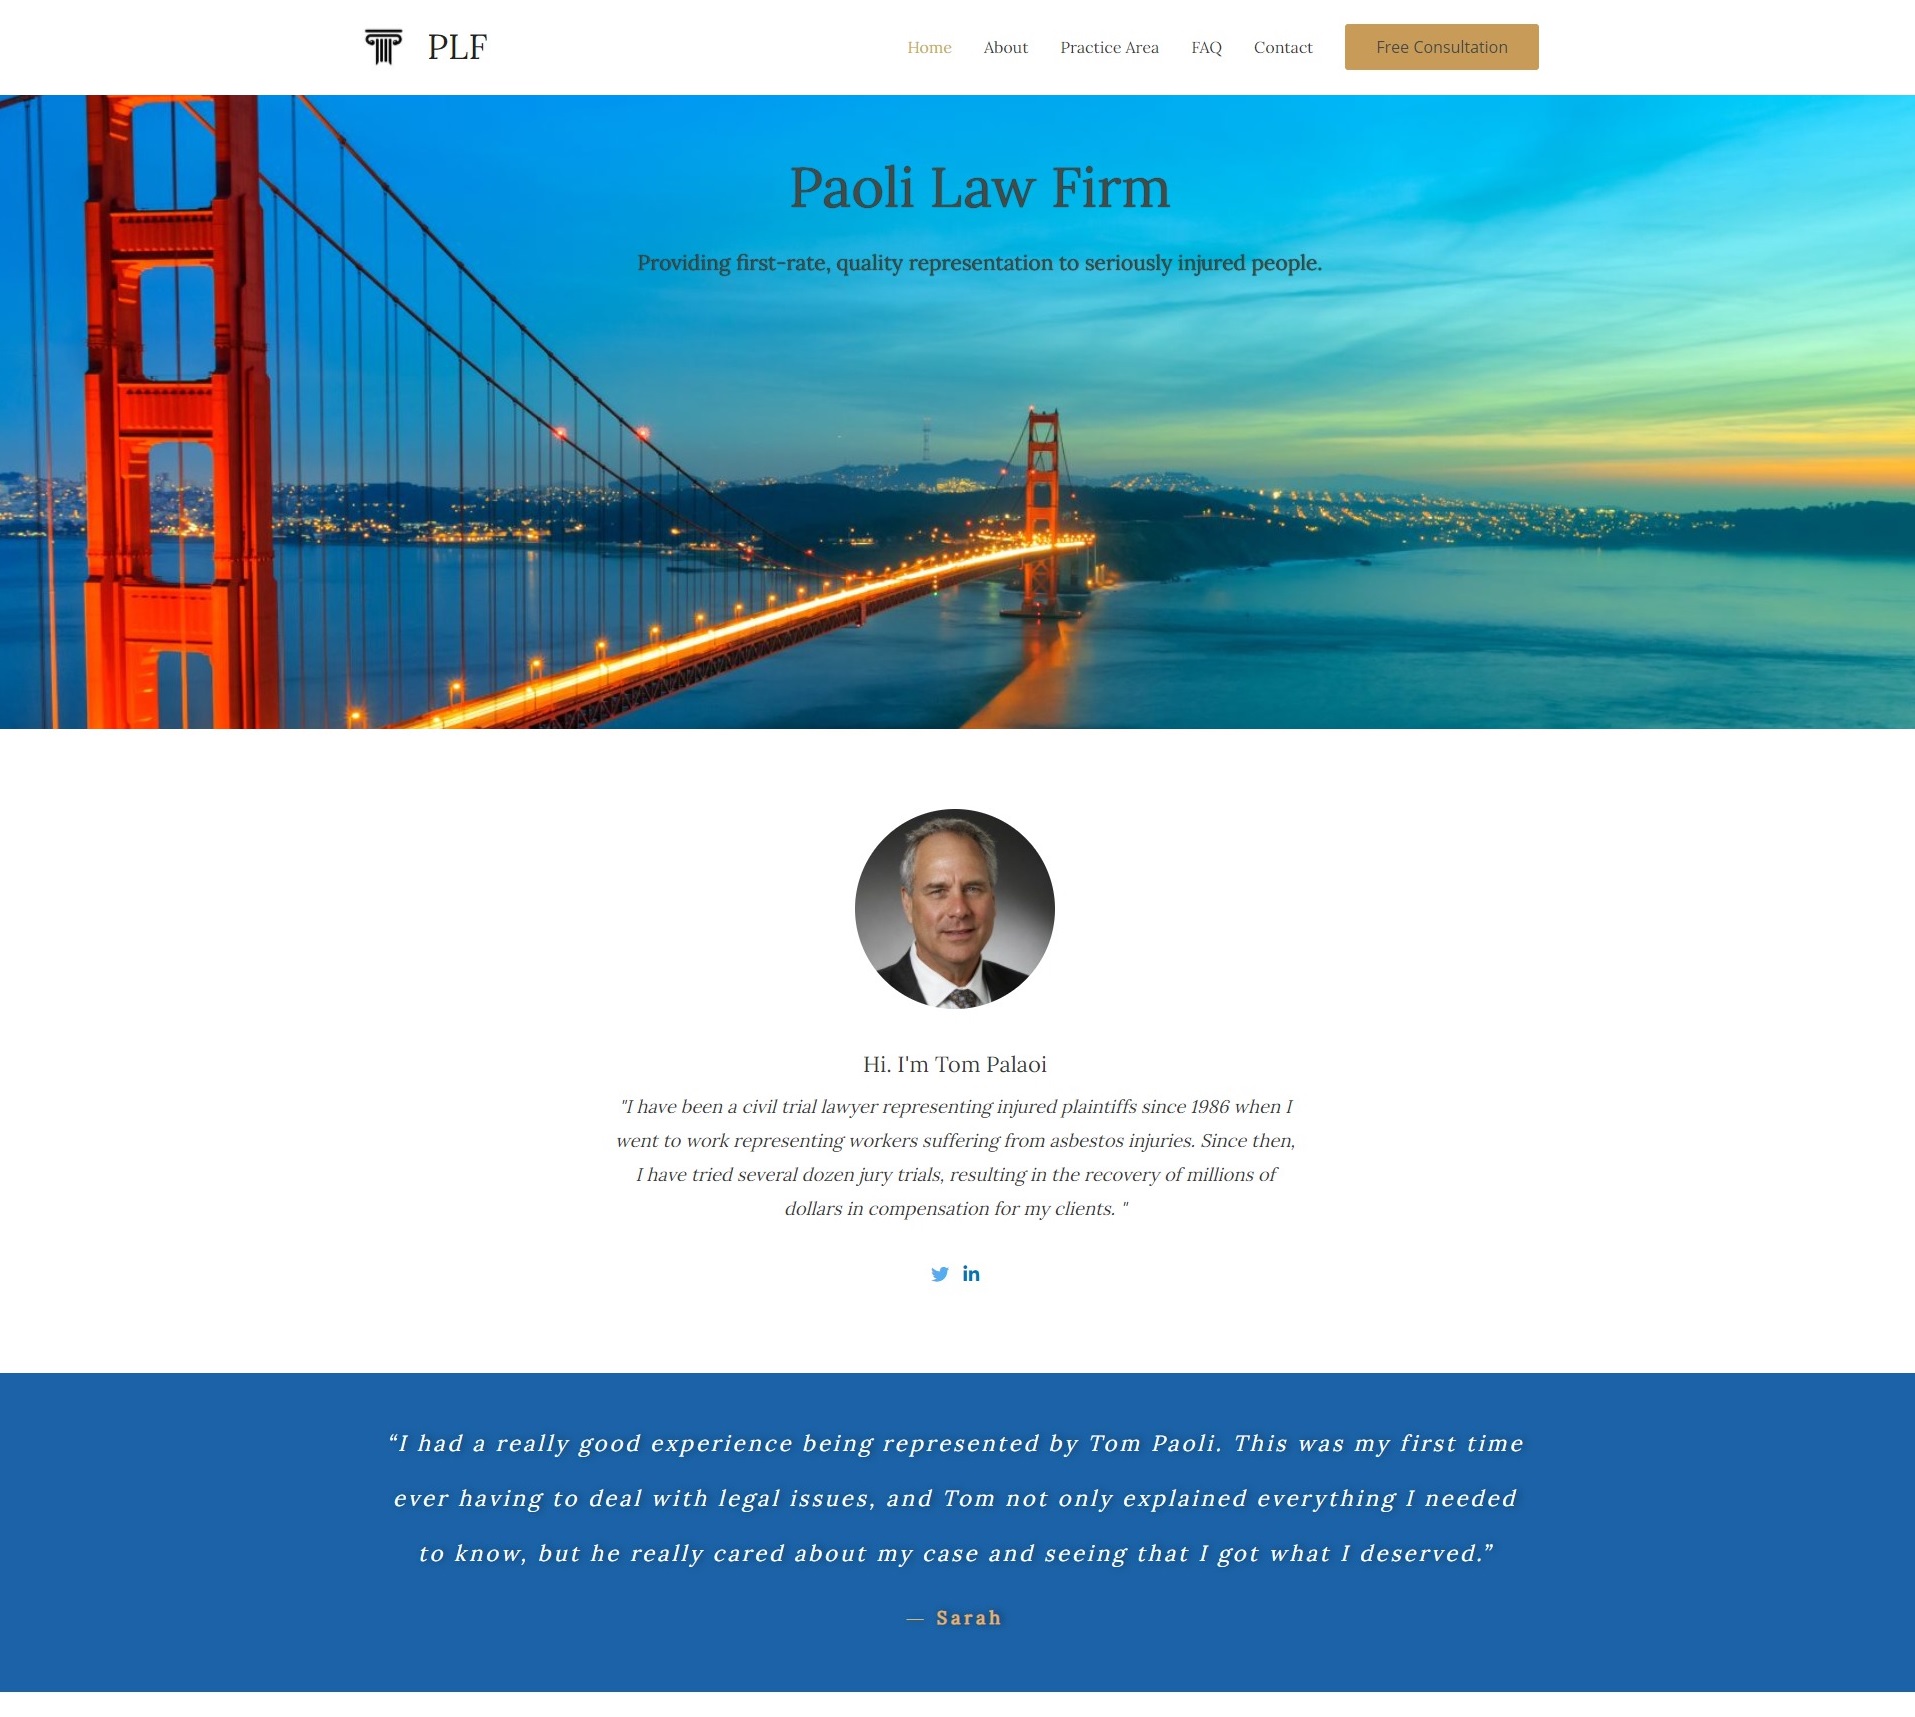 PLF
Home About Practice Area FAQ Contact Free Consultation
Paoli Law Firm
Providing first-rate, quality representation to seriously injured people.
Hi. I'm Tom Palaoi
"I have been a civil trial lawyer representing injured plaintiffs since 1986 when I
went to work representing workers suffering from asbestos injuries. Since then,
I have tried several dozen jury trials, resulting in the recovery of millions of
dollars in compensation for my clients. "
in
“I had a really good experience being represented by Tom Paoli. This was my first time
ever having to deal with legal issues, and Tom not only explained everything I needed
to know, but he really cared about my case and seeing that I got what I deserved.”
— Sarah